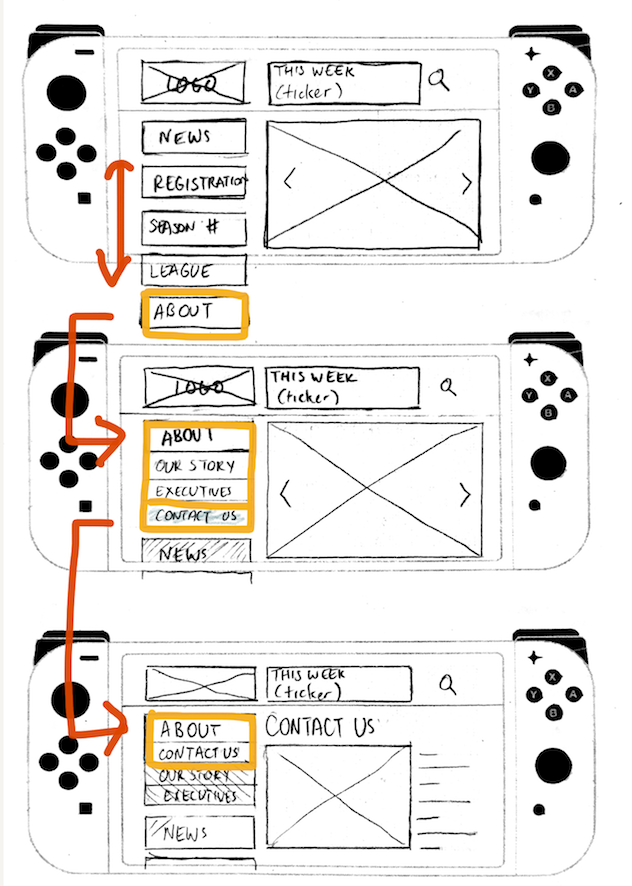 LOGO
THIS WEEK
(ticker)
NEWS
REGISTRATION
SEASON #
LEAGUE
ABOUT
X
Y
A
B
LOGO
THIS WEEK
(ticker)
ABOUT
OUR STORY
EXECUTIVES
CONTACT US
NEWS
X
Y
A
B
THIS WEEK
(ticker)
ABOUT
CONTACT US
OUR STORY
EXECUTIVES
NEWS
CONTACT US
X
Y
A
B